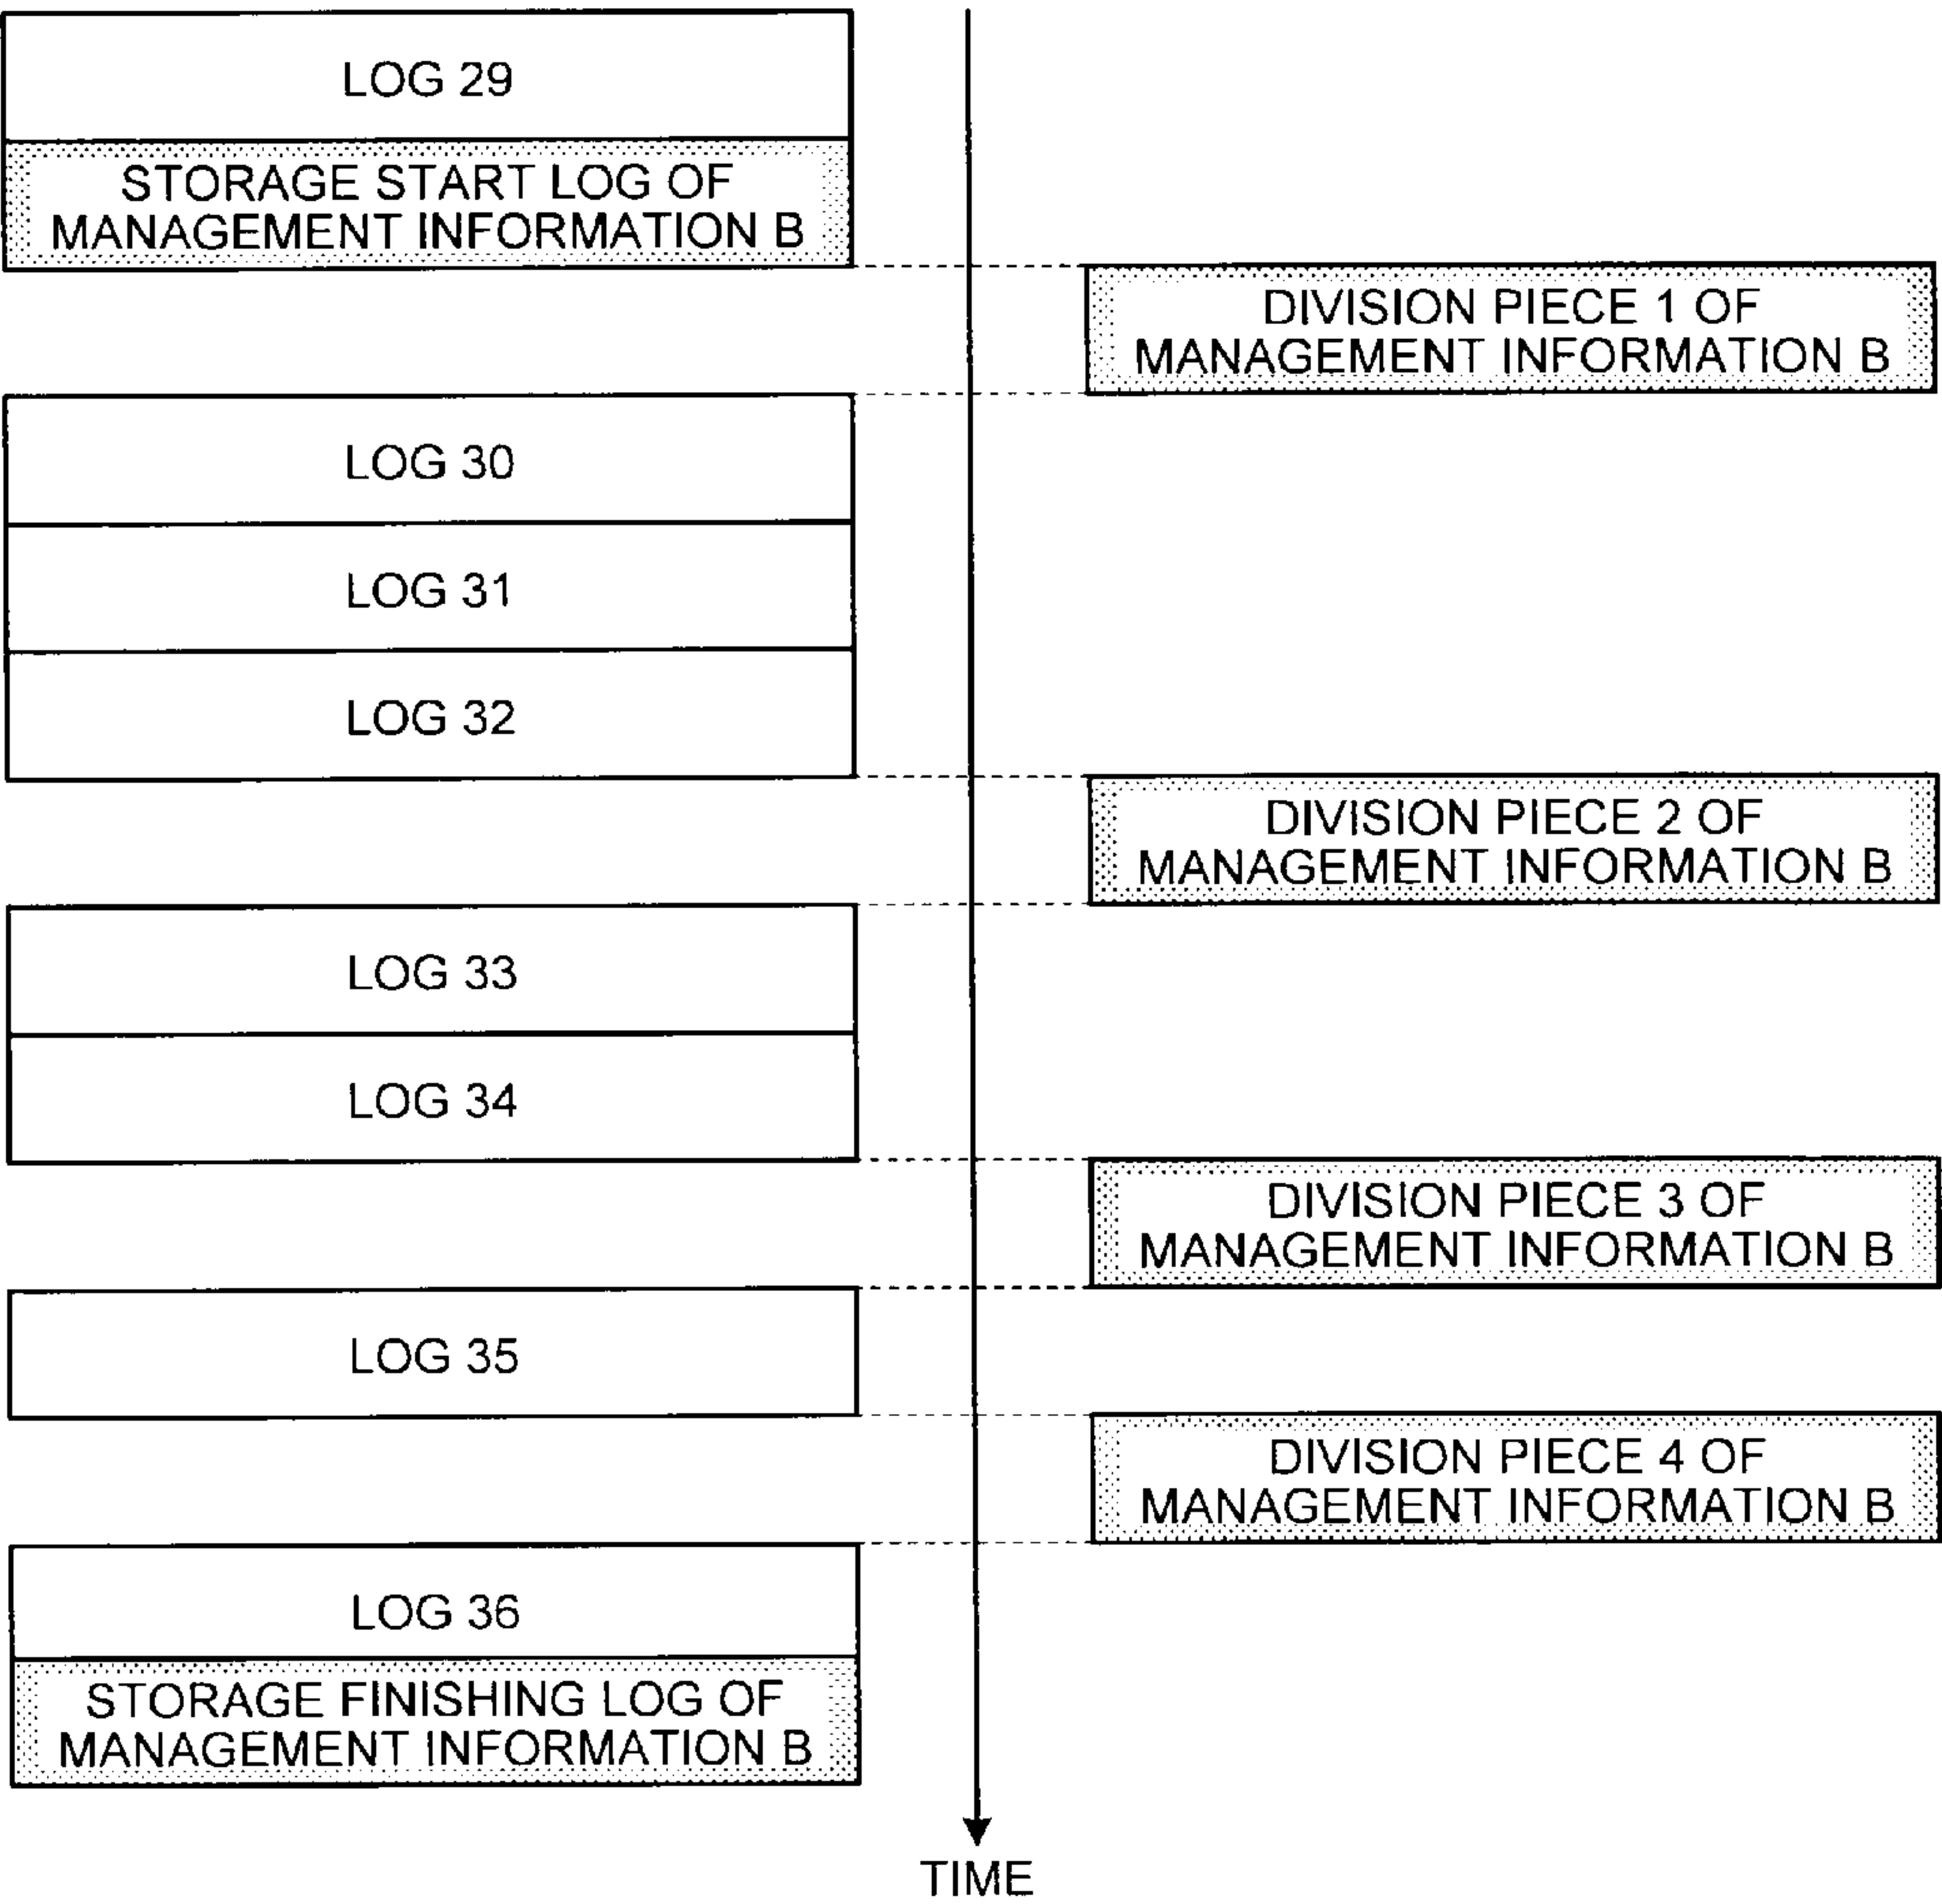 LOG 29
STORAGE START LOG OF
MANAGEMENT INFORMATION B
DIVISION PIECE 1 OF
MANAGEMENT INFORMATION B
LOG 30
LOG 31
LOG 32
DIVISION PIECE 2 OF
MANAGEMENT INFORMATION B
LOG 33
LOG 34
DIVISION PIECE 3 OF
MANAGEMENT INFORMATION B
LOG 35
DIVISION PIECE 4 OF
MANAGEMENT INFORMATION B
LOG 36
STORAGE FINISHING LOG OF
MANAGEMENT INFORMATION B
TIME